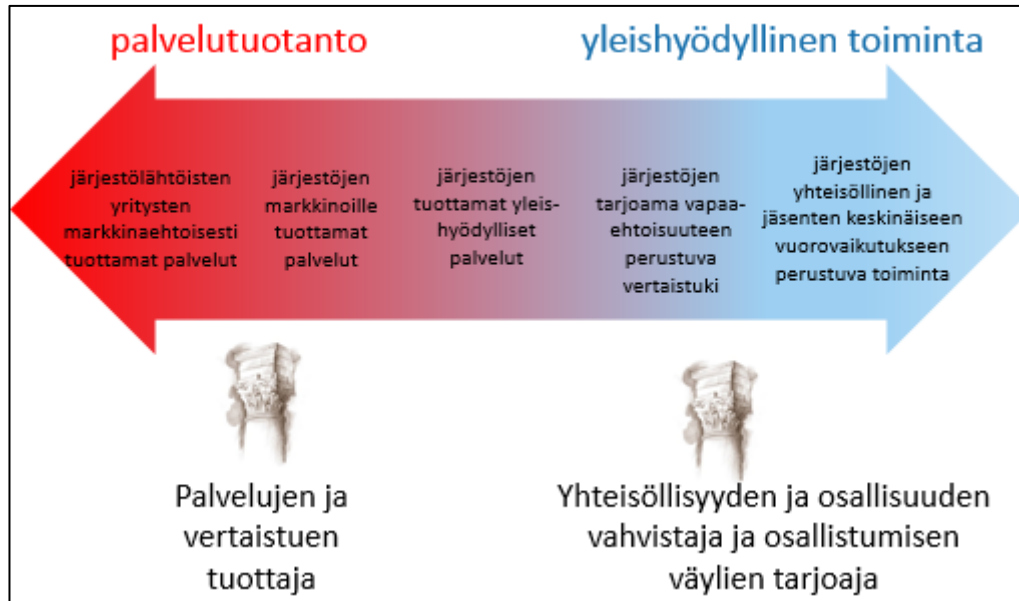 palvelutuotanto
yleishyödyllinen toiminta
järjestölähtöisten
yritysten
markkinaehtoisesti
tuottamat palvelut
järjestöjen
markkinoille
tuottamat
palvelut
järjestöjen
tuottamat yleis-
hyödylliset
palvelut
järjestöjen
tarjoama vapaa-
ehtoisuuteen
perustuva
vertaistuki
järjestöjen
yhteisöllinen ja
jäsenten keskinäiseen
vuorovaikutukseen
perustuva toiminta
Palvelujen ja
vertaistuen
tuottaja
Yhteisöllisyyden ja osallisuuden
vahvistaja ja osallistumisen
väylien tarjoaja